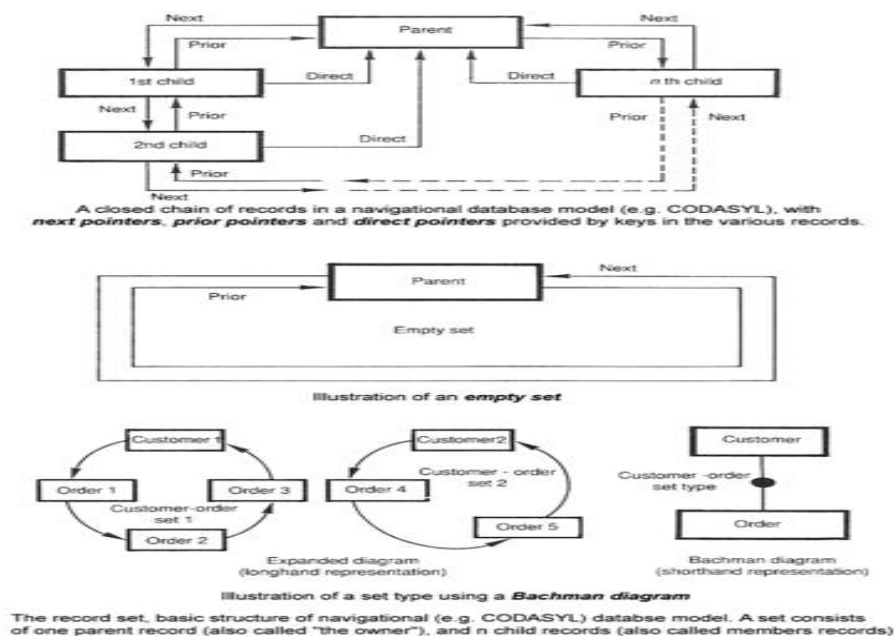 Next
Parent
Next
Prior
Prior
1st child
Direct
Direct
n th child
Next
Prior
Prior
Next
2nd child
Direct
Prior
Next
A closed chain of records in a navigational database model (e.g. CODASYL), with
next pointers, prior pointers and direct pointers provided by keys in the various records.
Next
Parent
Prior
Empty set
Illustration of an empty set
Customer 1
Customer2
Customer
Order 1
Order 3
Order 4
Customer - order
set 2
Customer -order
set type
Customer-order
set 1
Order 2
Order 5
Order
Expanded diagram
(longhand representation)
Bachman diagram
(shorthand representation)
Illustration of a set type using a Bachman diagram
The record set, basic structure of navigational (e.g. CODASYL) databse model. A set consists
of one parent record (also called "the owner"), and n child records (also called members records)